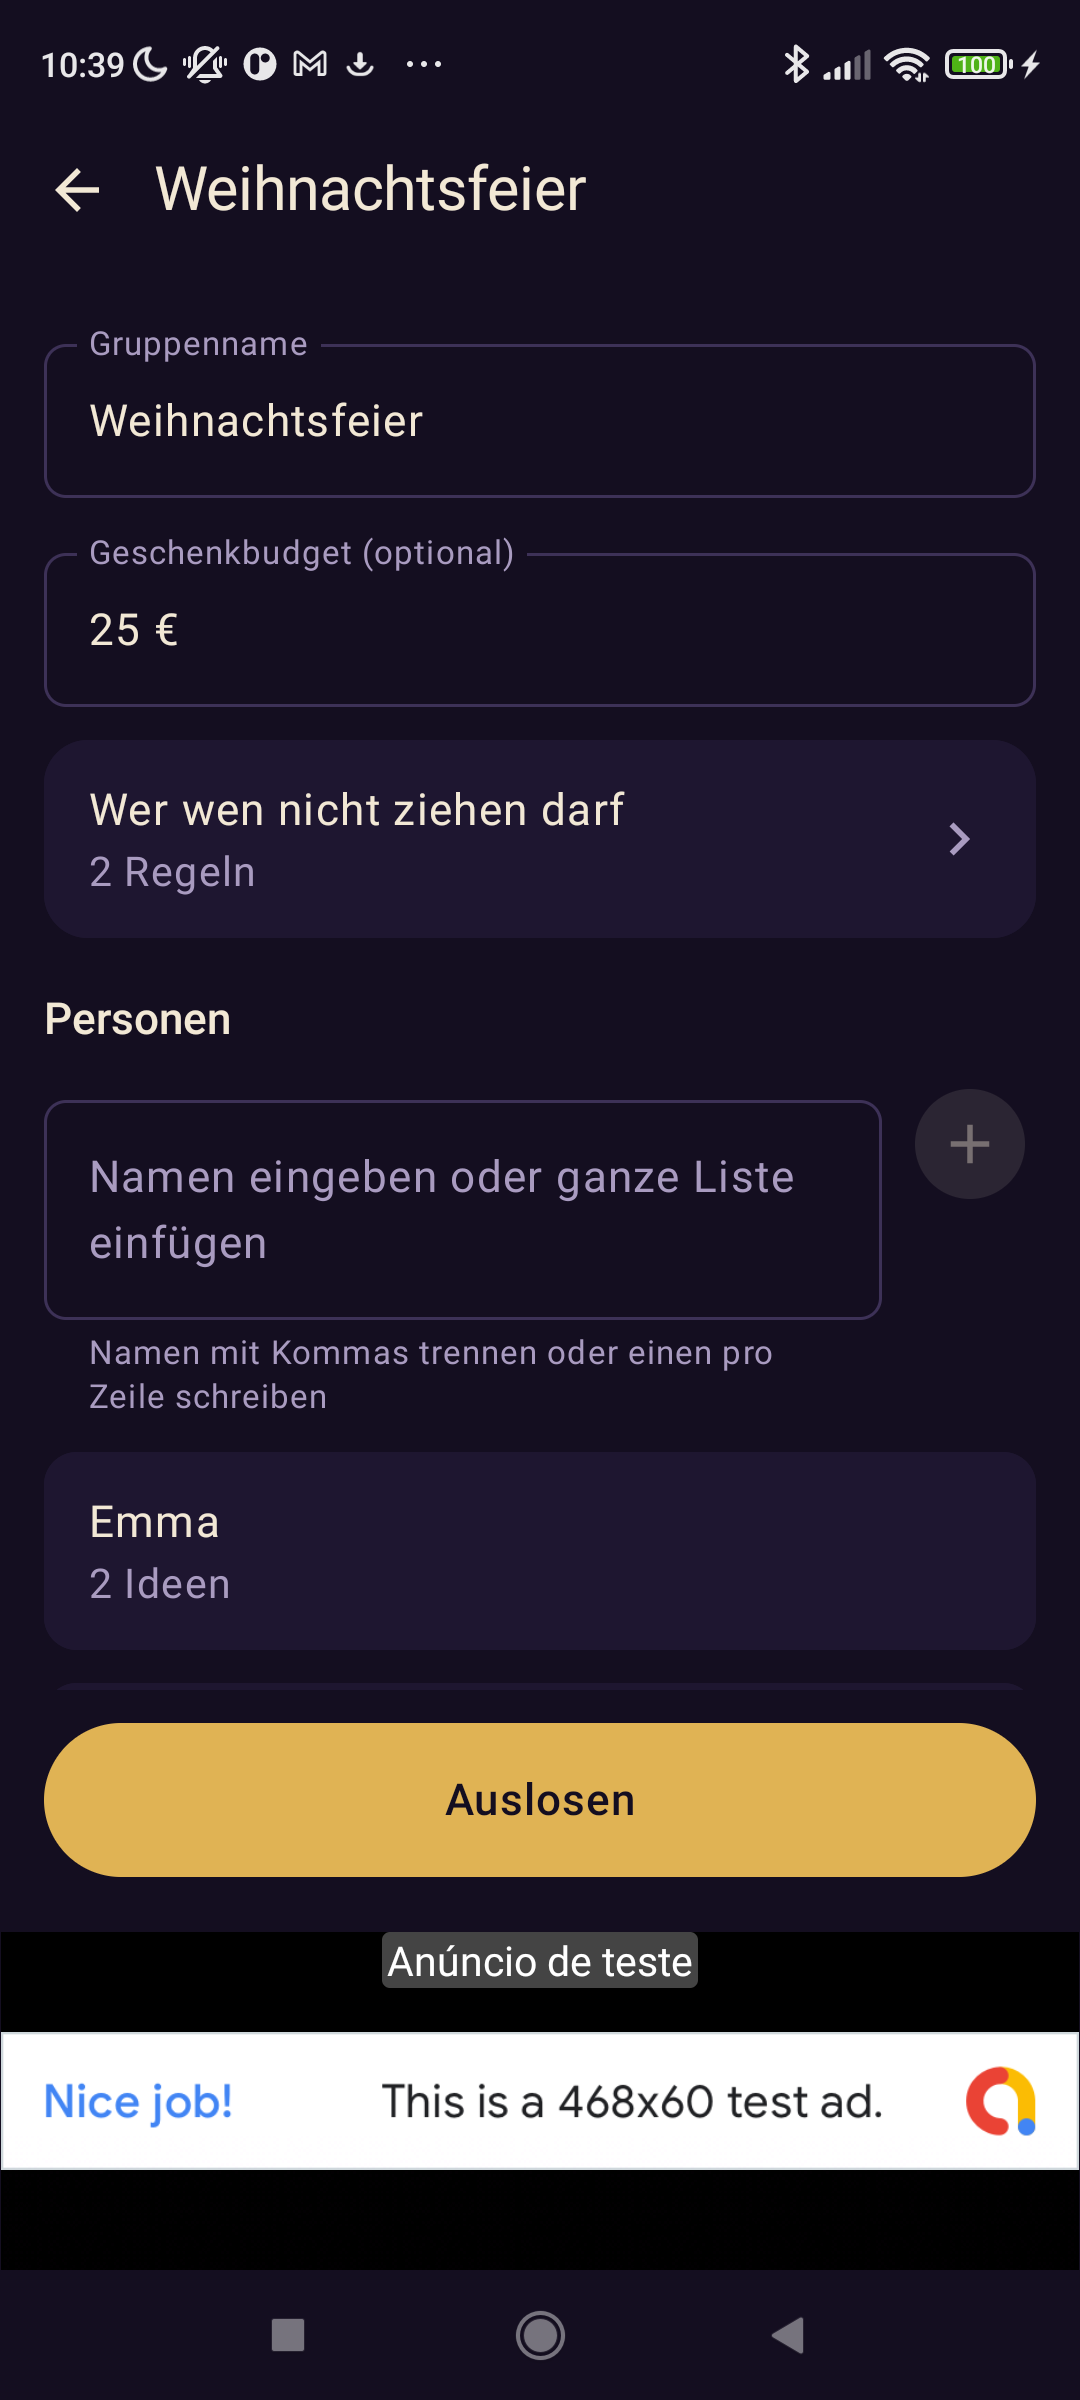 10:39
100
Weihnachtsfeier
Gruppenname
Weihnachtsfeier
Geschenkbudget (optional)
25 €
Wer wen nicht ziehen darf
2 Regeln
Personen
Namen eingeben oder ganze Liste
einfügen
Namen mit Kommas trennen oder einen pro
Zeile schreiben
Emma
2 Ideen
Auslosen
Anúncio de teste
Nice job! This is a 468x60 test ad.